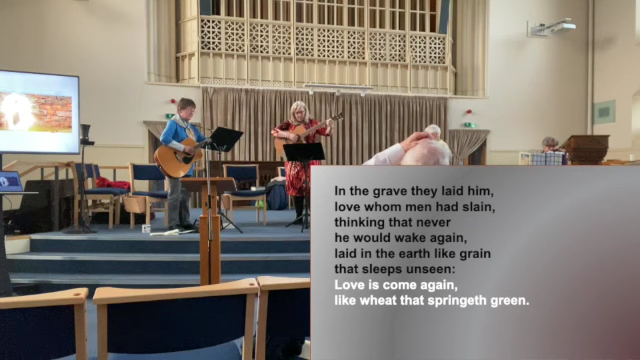 In the grave they laid him,
love whom men had slain,
thinking that never
he would wake again,
laid in the earth like grain
that sleeps unseen:
Love is come again,
like wheat that springeth green.